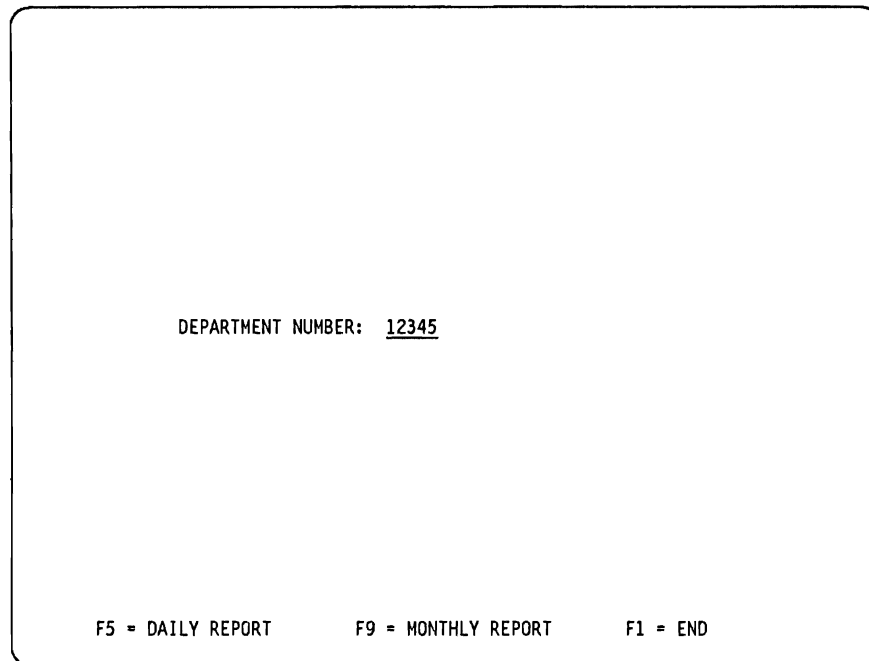 DEPARTMENT NUMBER: 12345
F5 = DAILY REPORT F9 = MONTHLY REPORT F1 = END